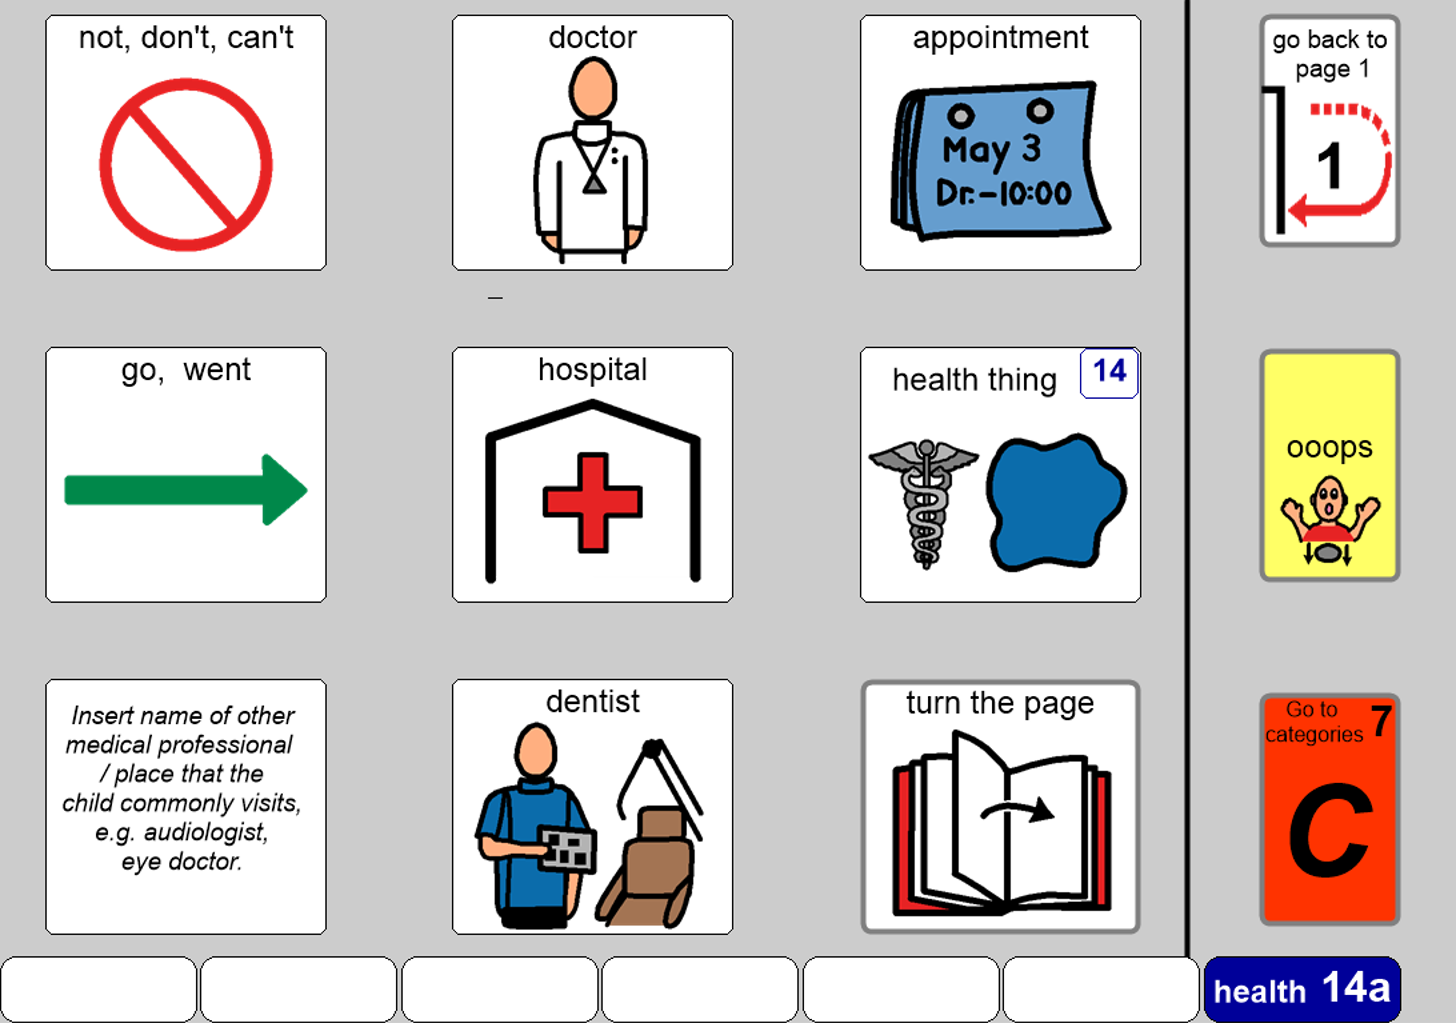 not, don't, can't
doctor
appointment
May 3
Dr.-10:00
go back to
page 1
1
go, went
hospital
health thing
14
ooops
Insert name of other
medical professional
/ place that the
child commonly visits,
e.g. audiologist,
eye doctor.
dentist
turn the page
Go to
categories 7
C
health 14a